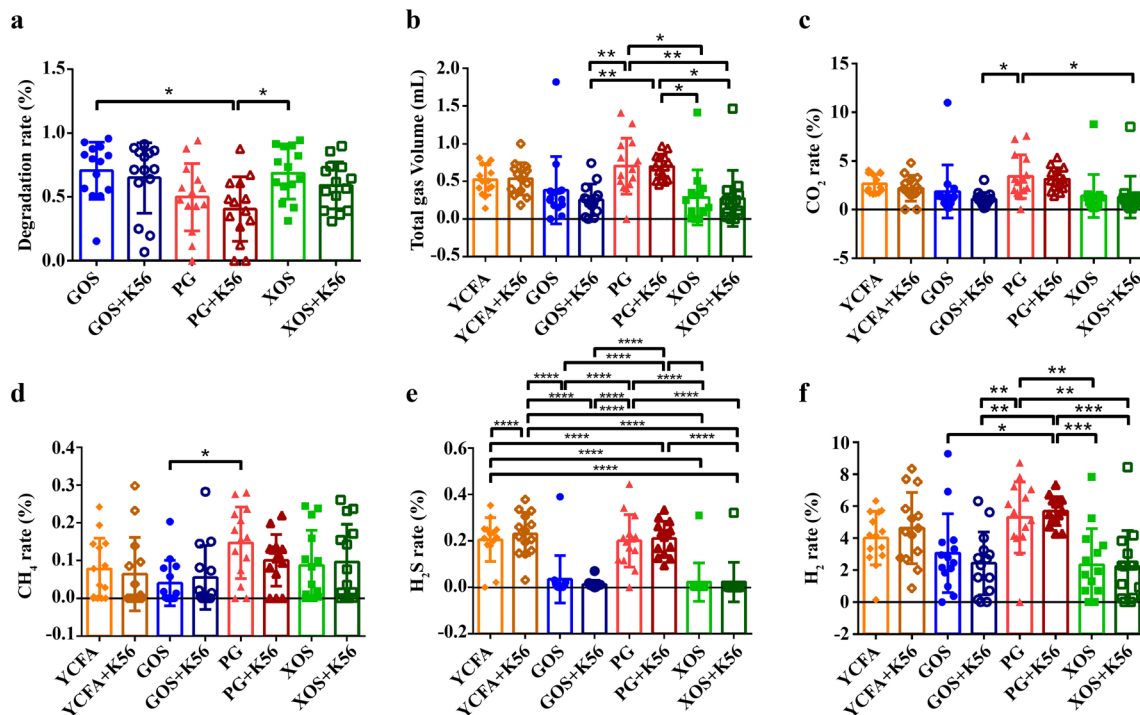 a
Degradation rate (%)
1.5
1.0
0.5
0.0
*
*
GOS
GOS+K56
PG
PG+K56
XOS
XOS+K56
b
Total gas Volume (mL)
2.0
1.5
1.0
0.5
0.0
-0.5
*
** **
** *
*
YCFA
YCFA+K56
GOS
GOS+K56
PG
PG+K56
XOS
XOS+K56
c
CO2 rate (%)
15
10
5
0
-5
* *
YCFA
YCFA+K56
GOS
GOS+K56
PG
PG+K56
XOS
XOS+K56
d
CH4 rate (%)
0.4
0.3
0.2
0.1
0.0
-0.1
*
YCFA
YCFA+K56
GOS
GOS+K56
PG
PG+K56
XOS
XOS+K56
e
H2S rate (%)
0.6
0.4
0.2
0.0
-0.2
****
****
**** **** ****
**** **** ****
****
**** ****
**** ****
****
****
YCFA
YCFA+K56
GOS
GOS+K56
PG
PG+K56
XOS
XOS+K56
f
H2 rate (%)
10
8
6
4
2
0
-2
**
** **
** ***
* ***
YCFA
YCFA+K56
GOS
GOS+K56
PG
PG+K56
XOS
XOS+K56